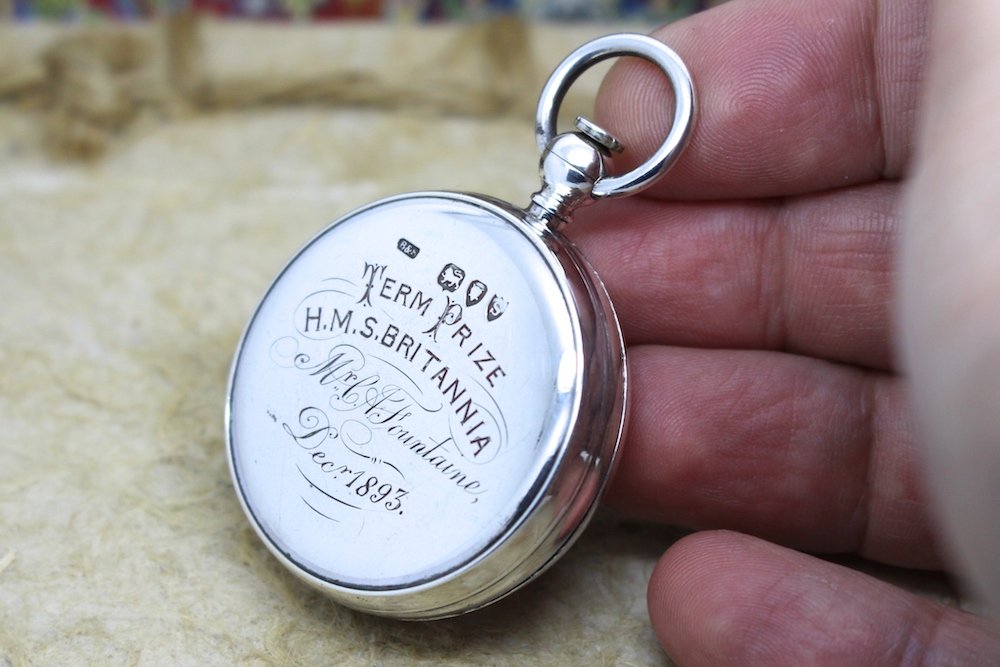 TERM PRIZE
H.M.S. BRITANNIA
Mr. C. A. Fountaine,
Decr. 1893.